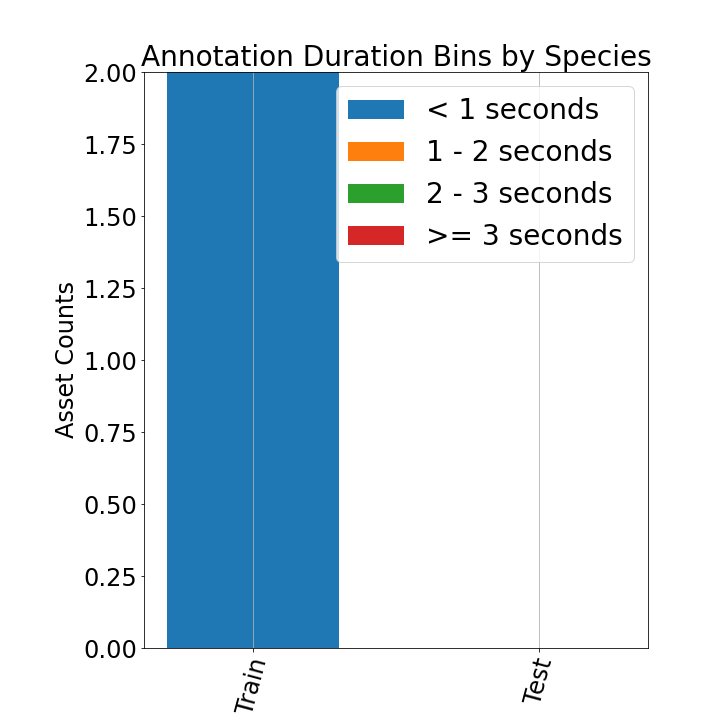 Annotation Duration Bins by Species
2.00
1.75
1.50
1.25
1.00
0.75
0.50
0.25
0.00
Asset Counts
< 1 seconds
1 - 2 seconds
2 - 3 seconds
>= 3 seconds
Train
Test